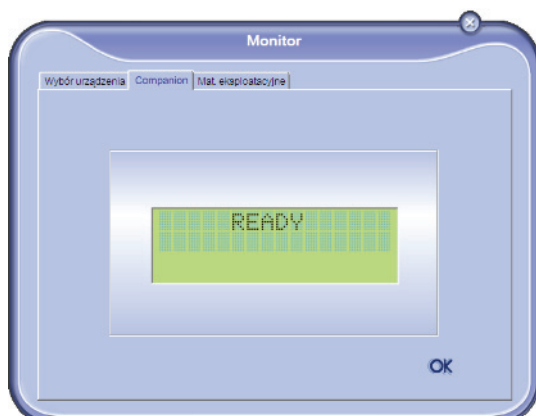 Monitor
Wybór urządzenia Companion Mat. eksploatacyjne
READY
OK